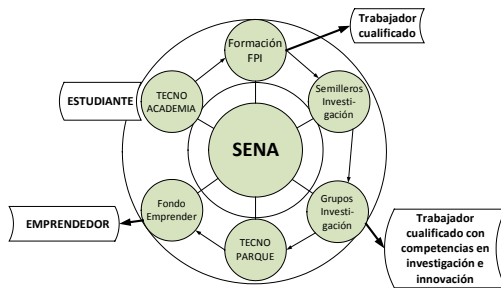 Trabajador
cualificado
Formación
FPI
ESTUDIANTE
TECNO
ACADEMIA
Semilleros
Investi-
gación
SENA
EMPRENDEDOR
Fondo
Emprender
Grupos
Investi-
gación
TECNO
PARQUE
Trabajador
cualificado con
competencias en
investigación e
innovación